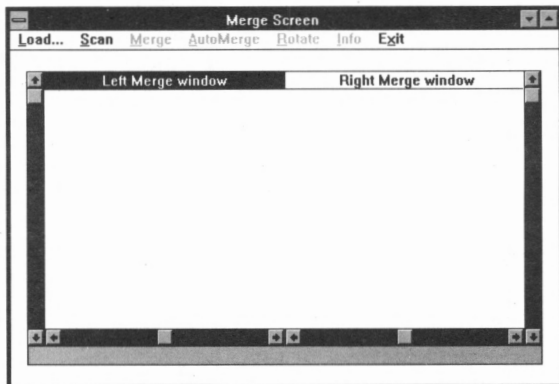 Merge Screen
Load... Scan Merge AutoMerge Rotate Info Exit
Left Merge window Right Merge window